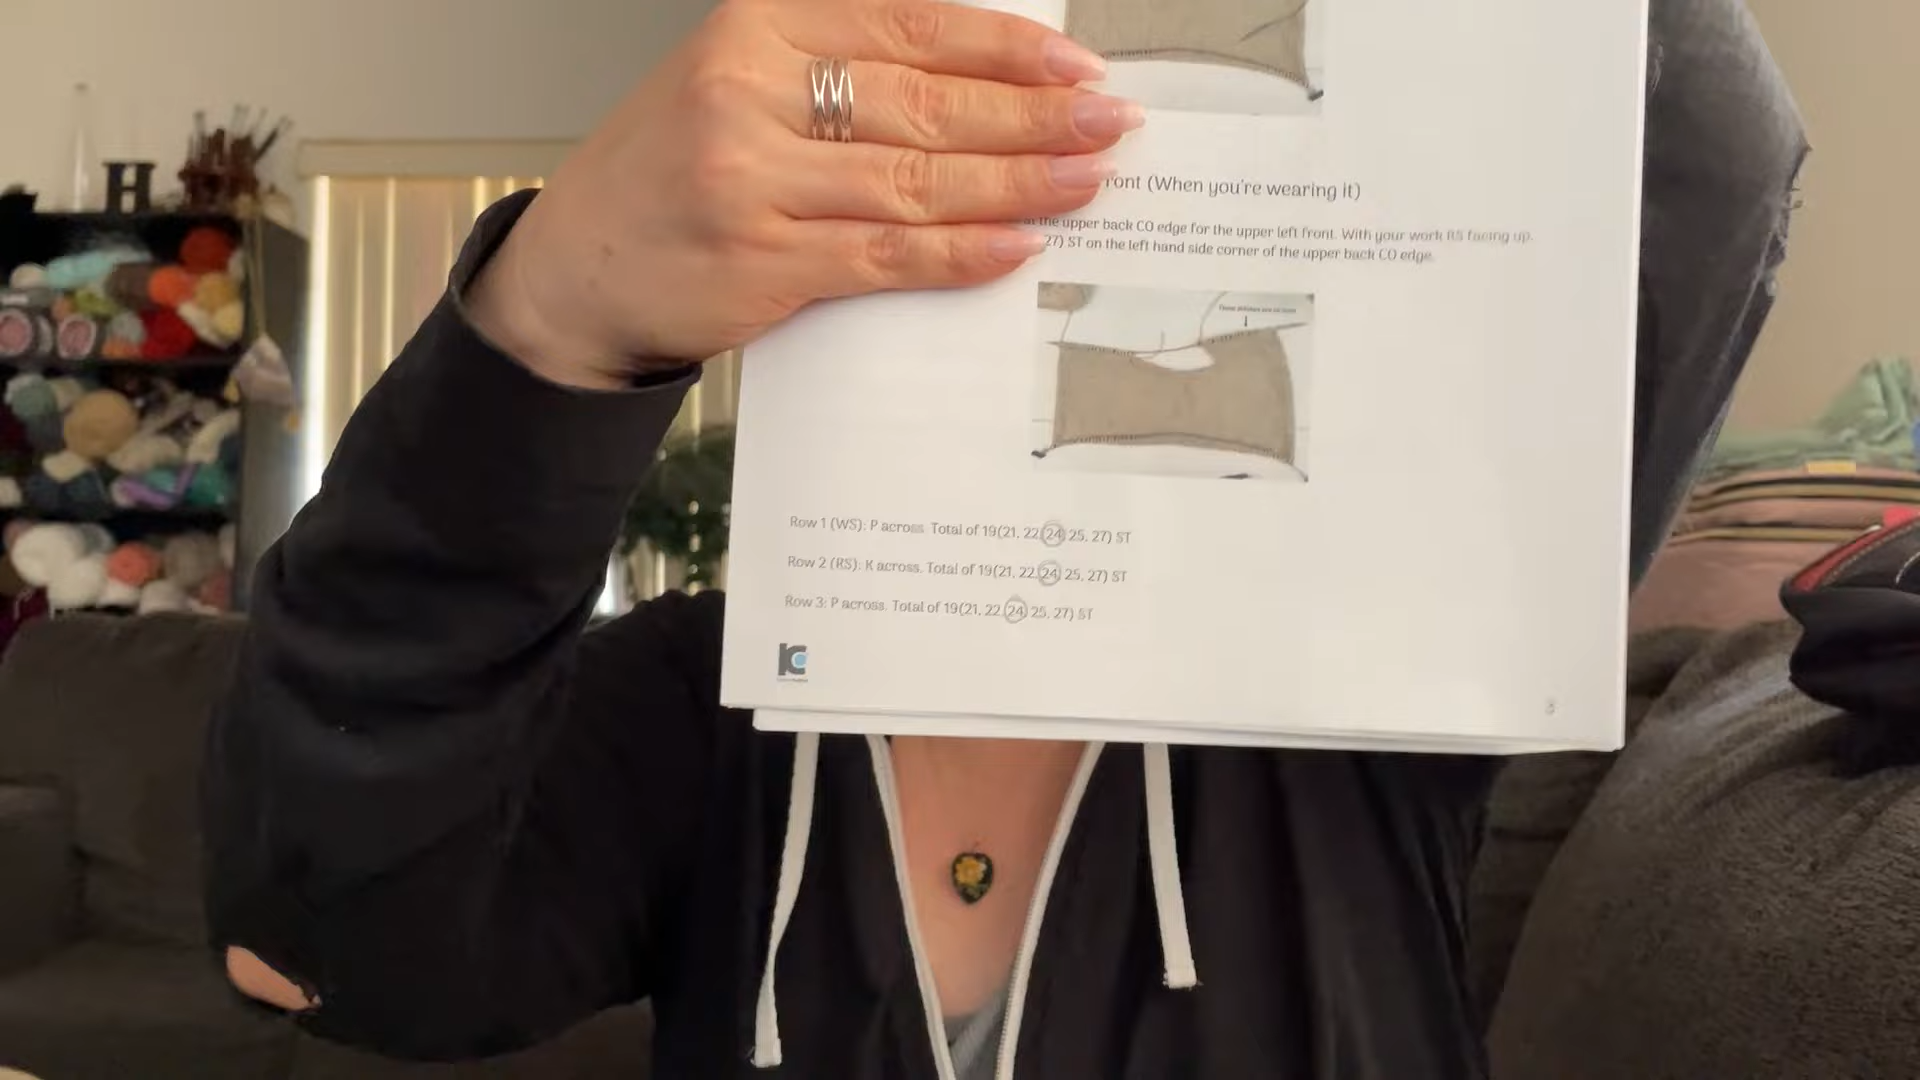 H
ront (When you're wearing it)
at the upper back CO edge for the upper left front. With your work RS facing up.
27) ST on the left hand side corner of the upper back CO edge.
Row 1 (WS): P across. Total of 19(21, 22, 24, 25, 27) ST
Row 2 (RS): K across. Total of 19(21, 22, 24, 25, 27) ST
Row 3: P across. Total of 19(21, 22, 24, 25, 27) ST
KC